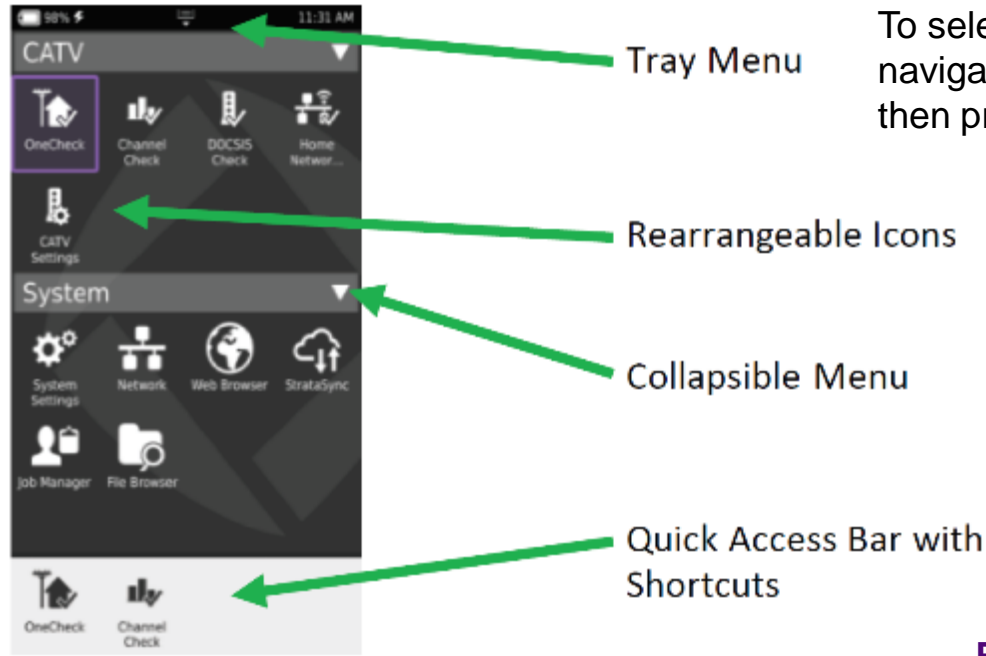 98%
11:31 AM
CATV
OneCheck
Channel
Check
DOCSIS
Check
Home
Networ...
CATV
Settings
System
System
Settings
Network
Web Browser
StrataSync
Job Manager
File Browser
OneCheck
Channel
Check
Tray Menu
Rearrangeable Icons
Collapsible Menu
Quick Access Bar with
Shortcuts
To sele
naviga
then pr